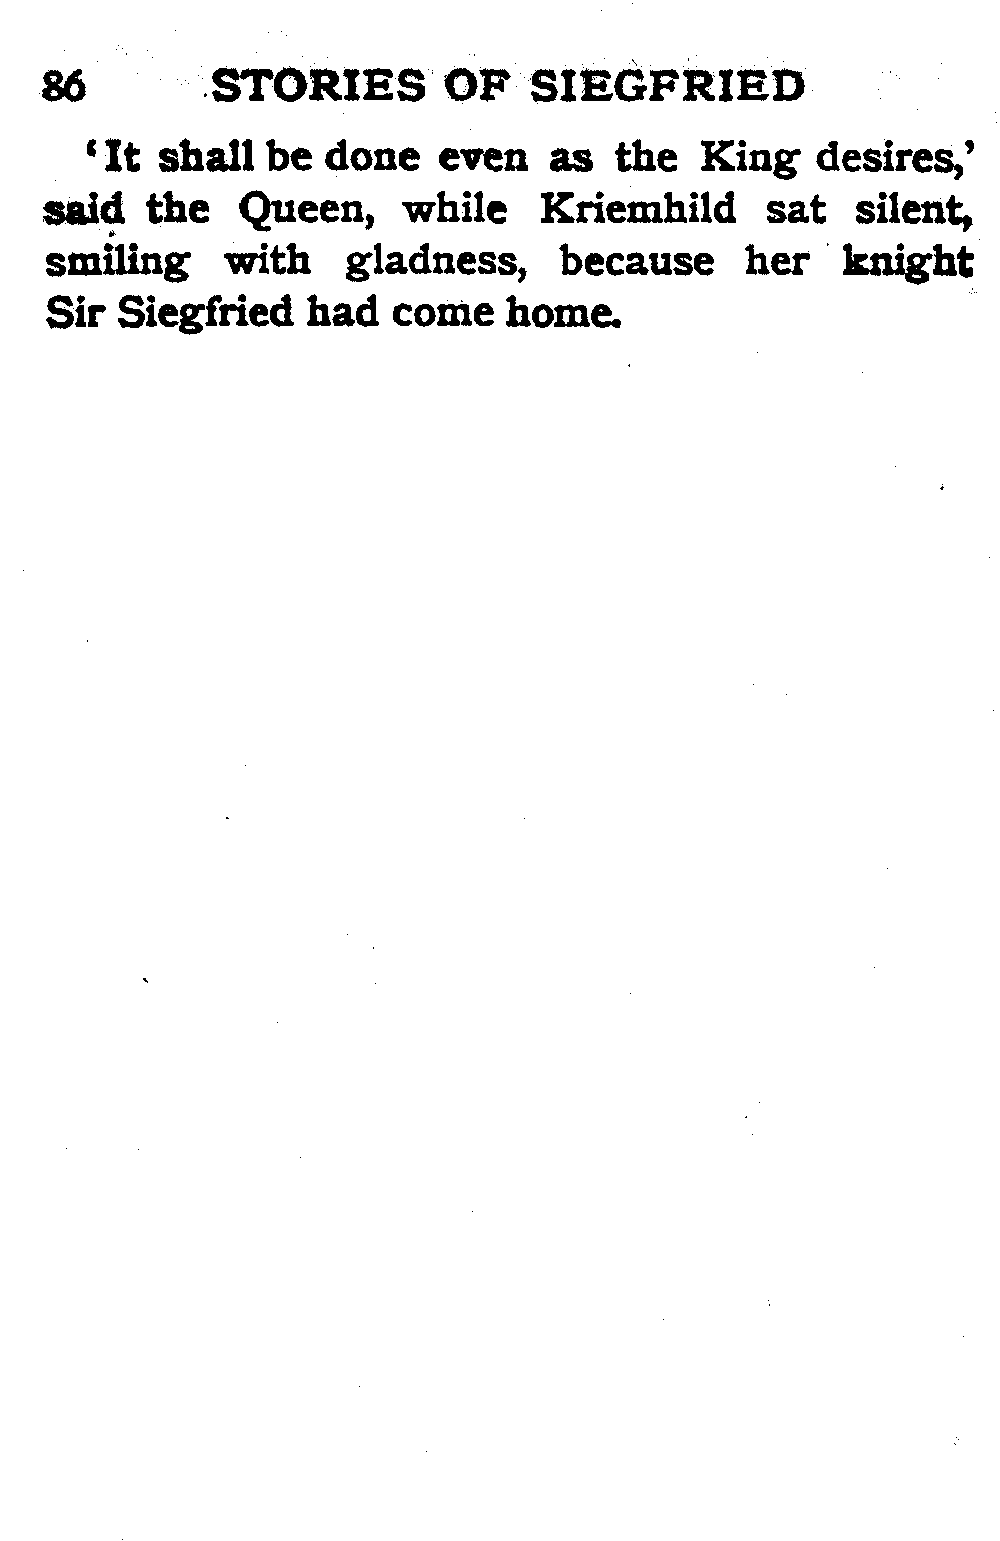 86 STORIES OF SIEGFRIED
‘It shall be done even as the King desires,’
said the Queen, while Kriemhild sat silent,
smiling with gladness, because her knight
Sir Siegfried had come home.